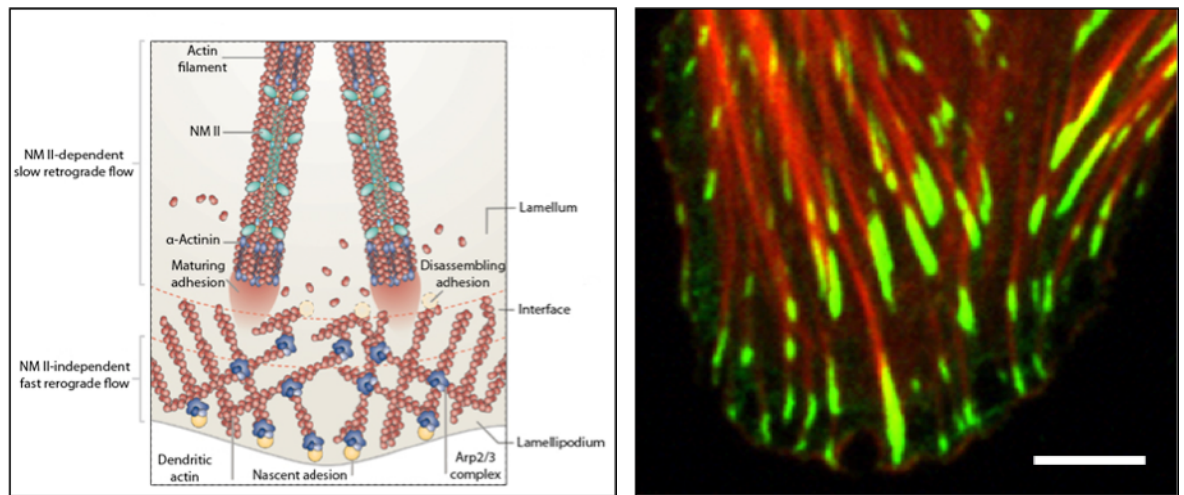 Actin
filament
NM II
NM II-dependent
slow retrograde flow
α-Actinin
Lamellum
Maturing
adhesion
Disassembling
adhesion
Interface
NM II-independent
fast rerograde flow
Lamellipodium
Dendritic
actin
Nascent adesion
Arp2/3
complex